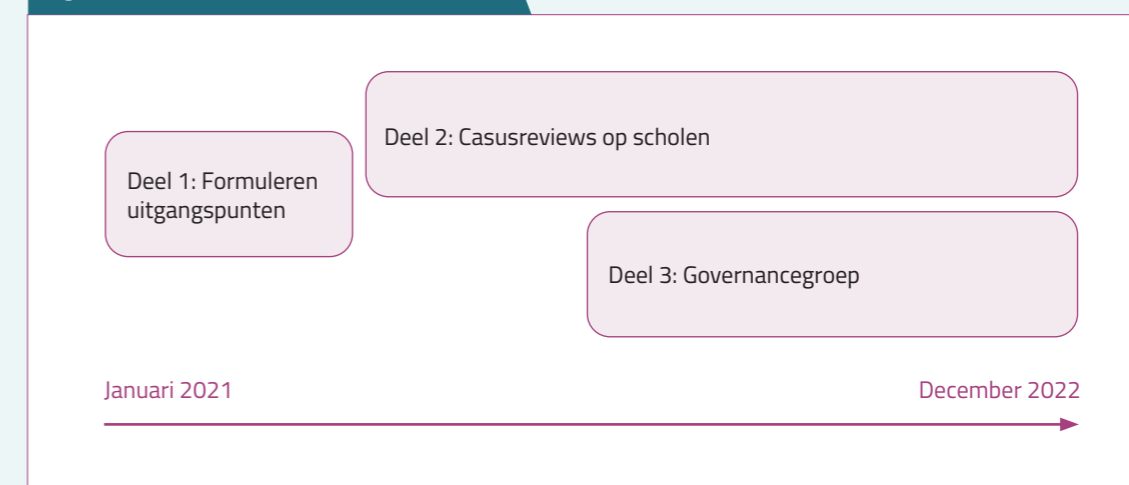 Deel 2: Casusreviews op scholen
Deel 1: Formuleren
uitgangspunten
Deel 3: Governancegroep
Januari 2021
December 2022